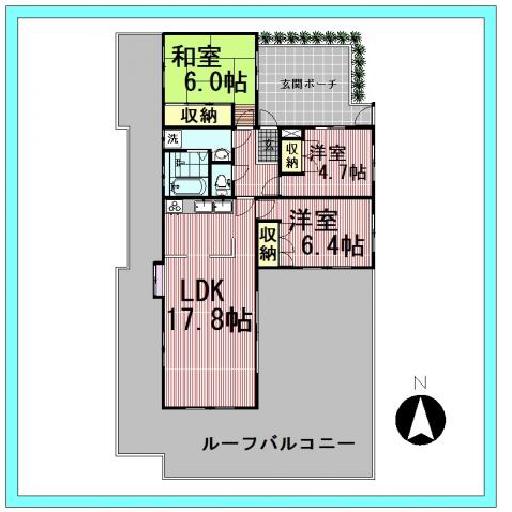 和室
6.0帖
玄関ポーチ
収納
洗
玄
収納
洋室
4.7帖
洋室
6.4帖
収納
LDK
17.8帖
N
ルーフバルコニー